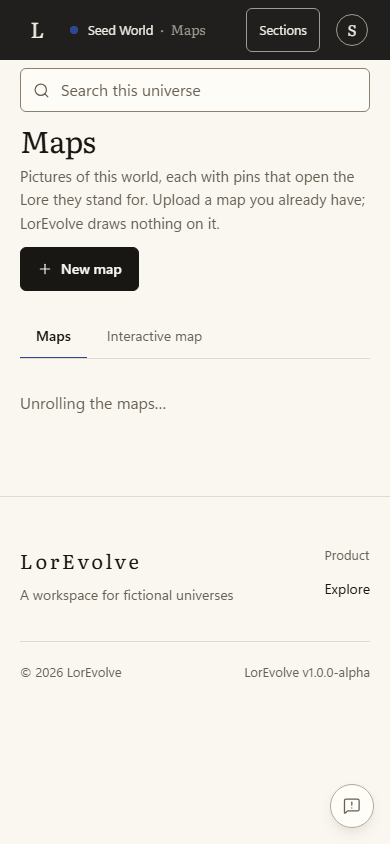 L Seed World · Maps Sections S
Search this universe
Maps
Pictures of this world, each with pins that open the
Lore they stand for. Upload a map you already have;
LorEvolve draws nothing on it.
New map
Maps Interactive map
Unrolling the maps...
LorEvolve Product
A workspace for fictional universes Explore
© 2026 LorEvolve LorEvolve v1.0.0-alpha